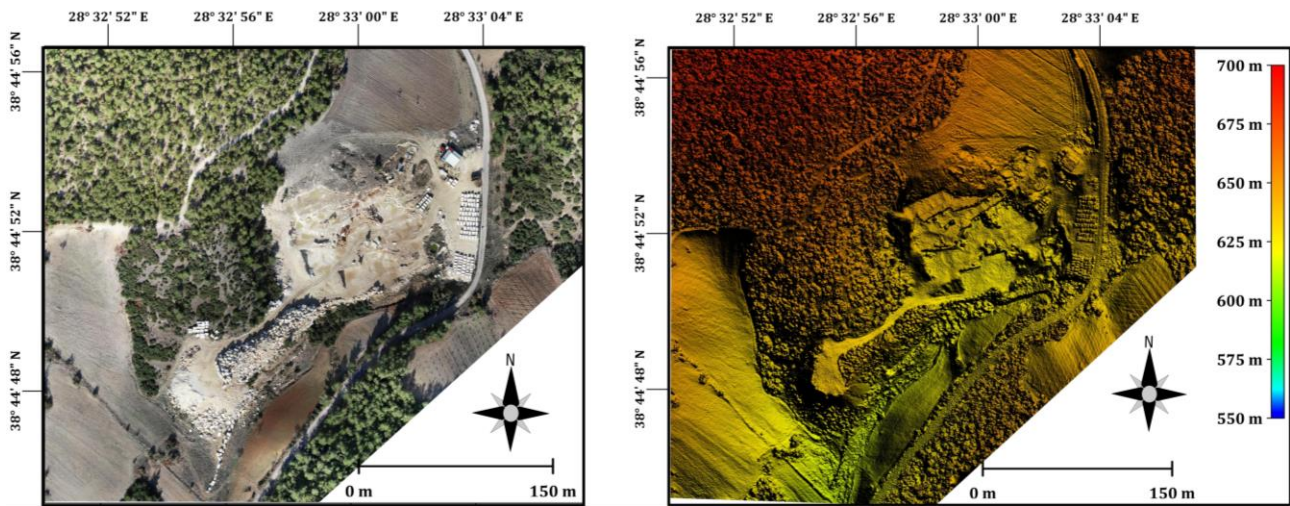 28° 32' 52" E 28° 32' 56" E 28° 33' 00" E 28° 33' 04" E
38° 44' 56" N
38° 44' 52" N
38° 44' 48" N
N
0 m 150 m
28° 32' 52" E 28° 32' 56" E 28° 33' 00" E 28° 33' 04"E
38° 44' 56" N
38° 44' 52" N
38° 44' 48" N
N
0 m 150 m
700 m
675 m
650 m
625 m
600 m
575 m
550 m